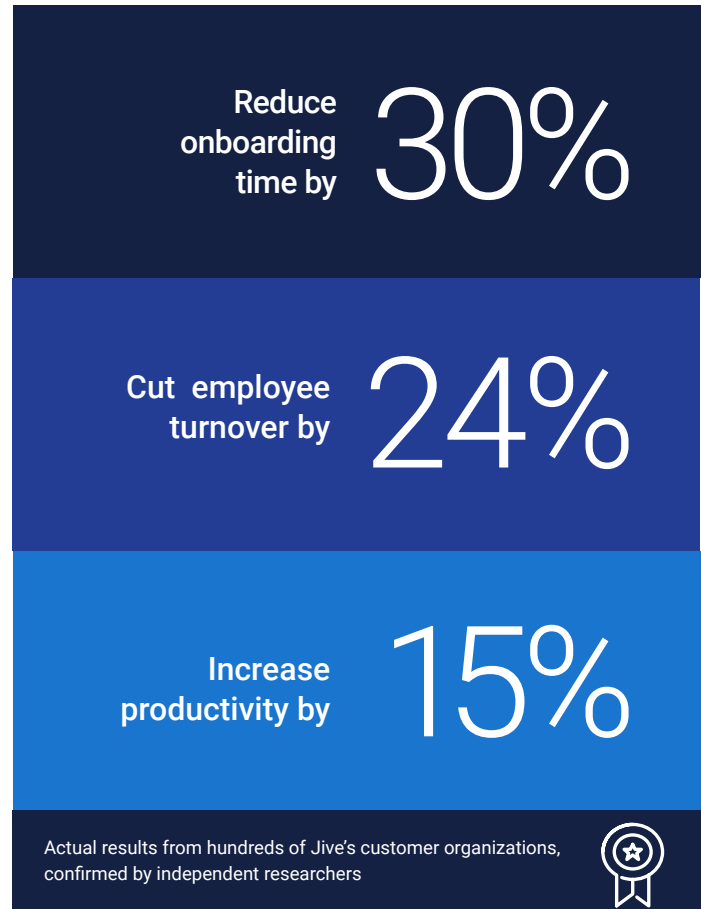 Reduce
onboarding
time by
30%
Cut employee
turnover by
24%
Increase
productivity by
15%
Actual results from hundreds of Jive’s customer organizations,
confirmed by independent researchers